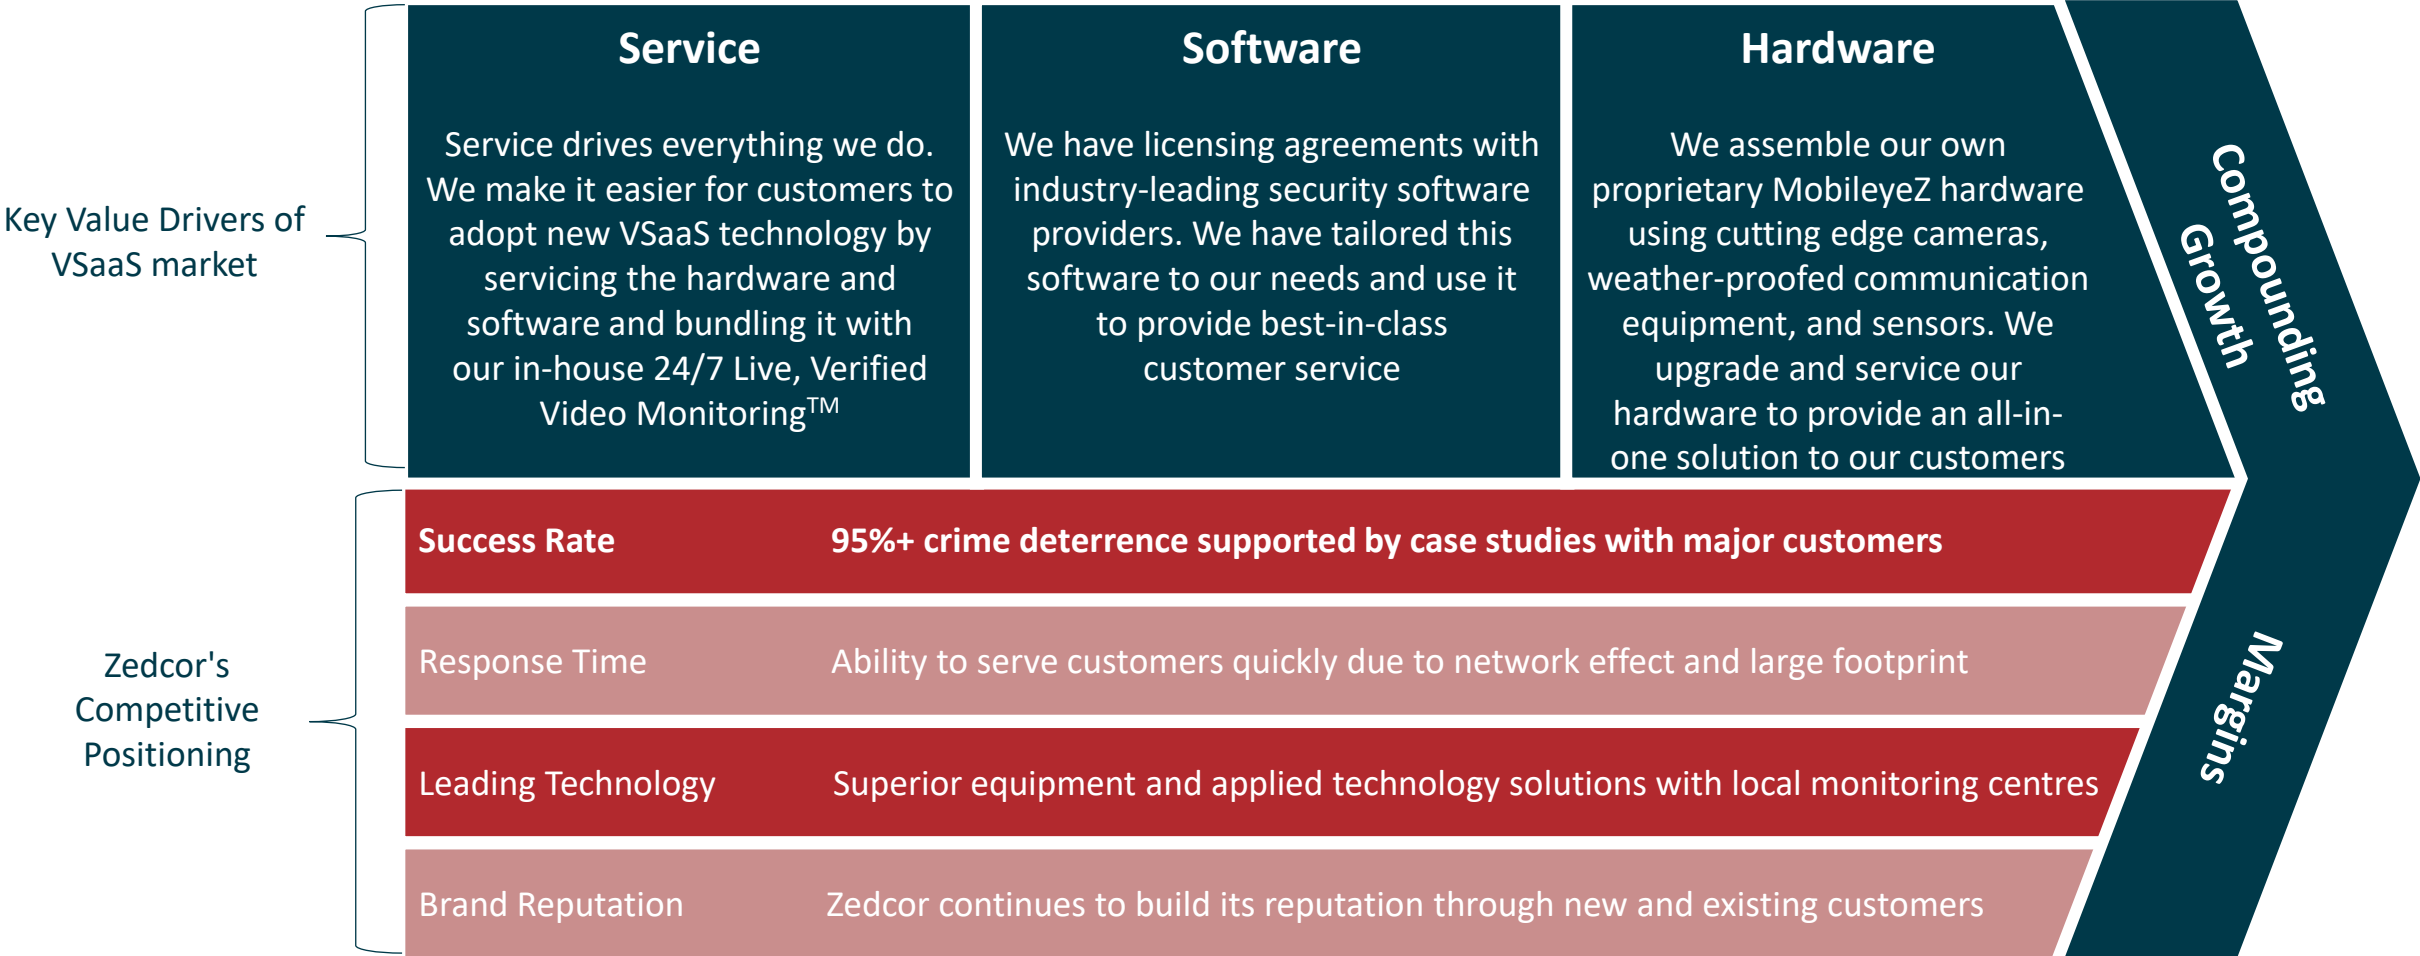 Key Value Drivers of
VSaaS market
Service
Service drives everything we do.
We make it easier for customers to
adopt new VSaaS technology by
servicing the hardware and
software and bundling it with
our in-house 24/7 Live, Verified
Video Monitoring™
Software
We have licensing agreements with
industry-leading security software
providers. We have tailored this
software to our needs and use it
to provide best-in-class
customer service
Hardware
We assemble our own
proprietary MobileyeZ hardware
using cutting edge cameras,
weather-proofed communication
equipment, and sensors. We
upgrade and service our
hardware to provide an all-in-
one solution to our customers
Compounding
Growth
Zedcor's
Competitive
Positioning
Success Rate 95%+ crime deterrence supported by case studies with major customers
Response Time Ability to serve customers quickly due to network effect and large footprint
Leading Technology Superior equipment and applied technology solutions with local monitoring centres
Brand Reputation Zedcor continues to build its reputation through new and existing customers
Margins